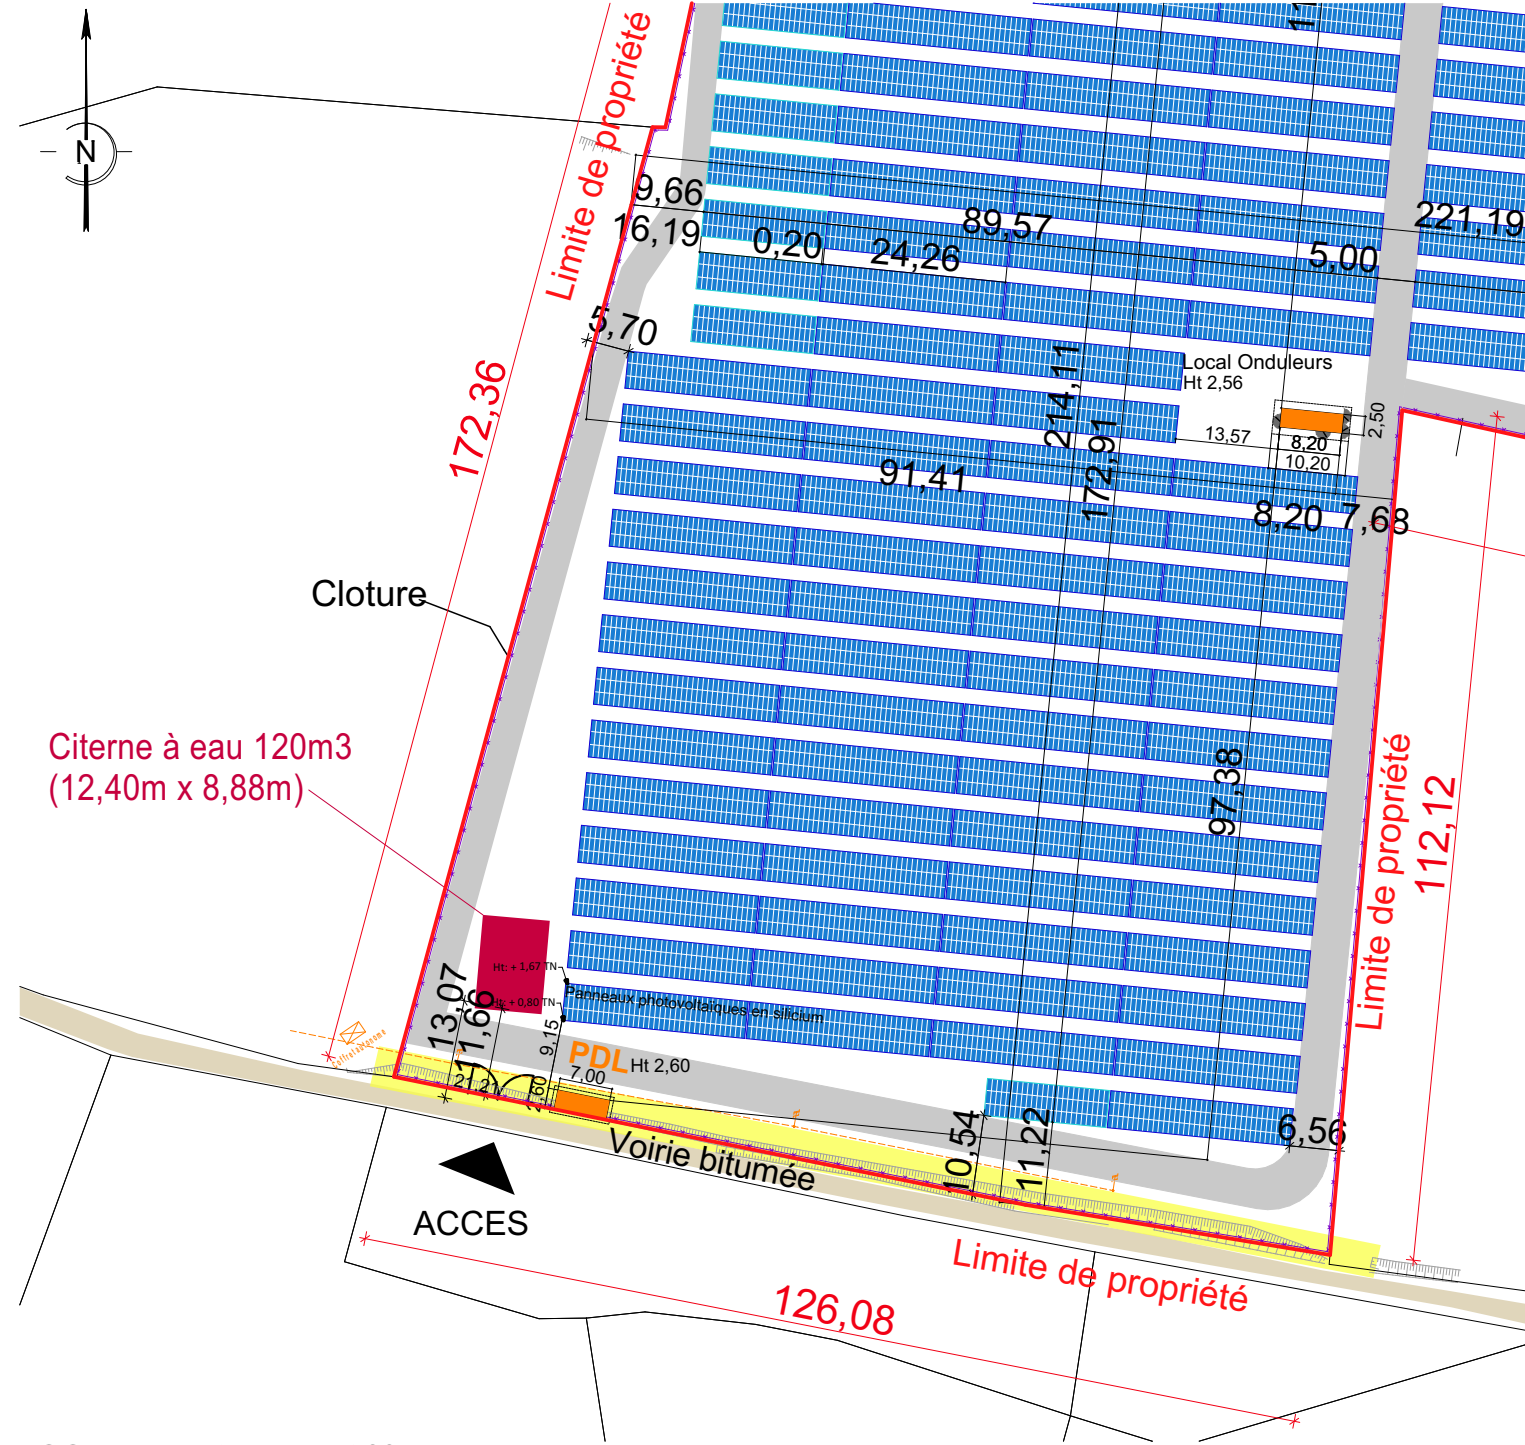 N
Limite de propriété
11
9,66
16,19
0,20
24,26
89,57
5,00
221,19
5,70
172,36
Local Onduleurs
Ht 2,56
214,11
172,91
13,57
8,20
10,20
2,50
91,41
8,20
7,68
Cloture
Citerne à eau 120m3
(12,40m x 8,88m)
97,38
Limite de propriété
112,12
Ht: + 1,67 TN
Ht: + 0,80 TN
Panneaux photovoltaïques en silicium
13,07
11,66
9,15
PDL Ht 2,60
7,00
2,60
Voirie bitumée
10,54
11,22
6,56
ACCES
Limite de propriété
126,08